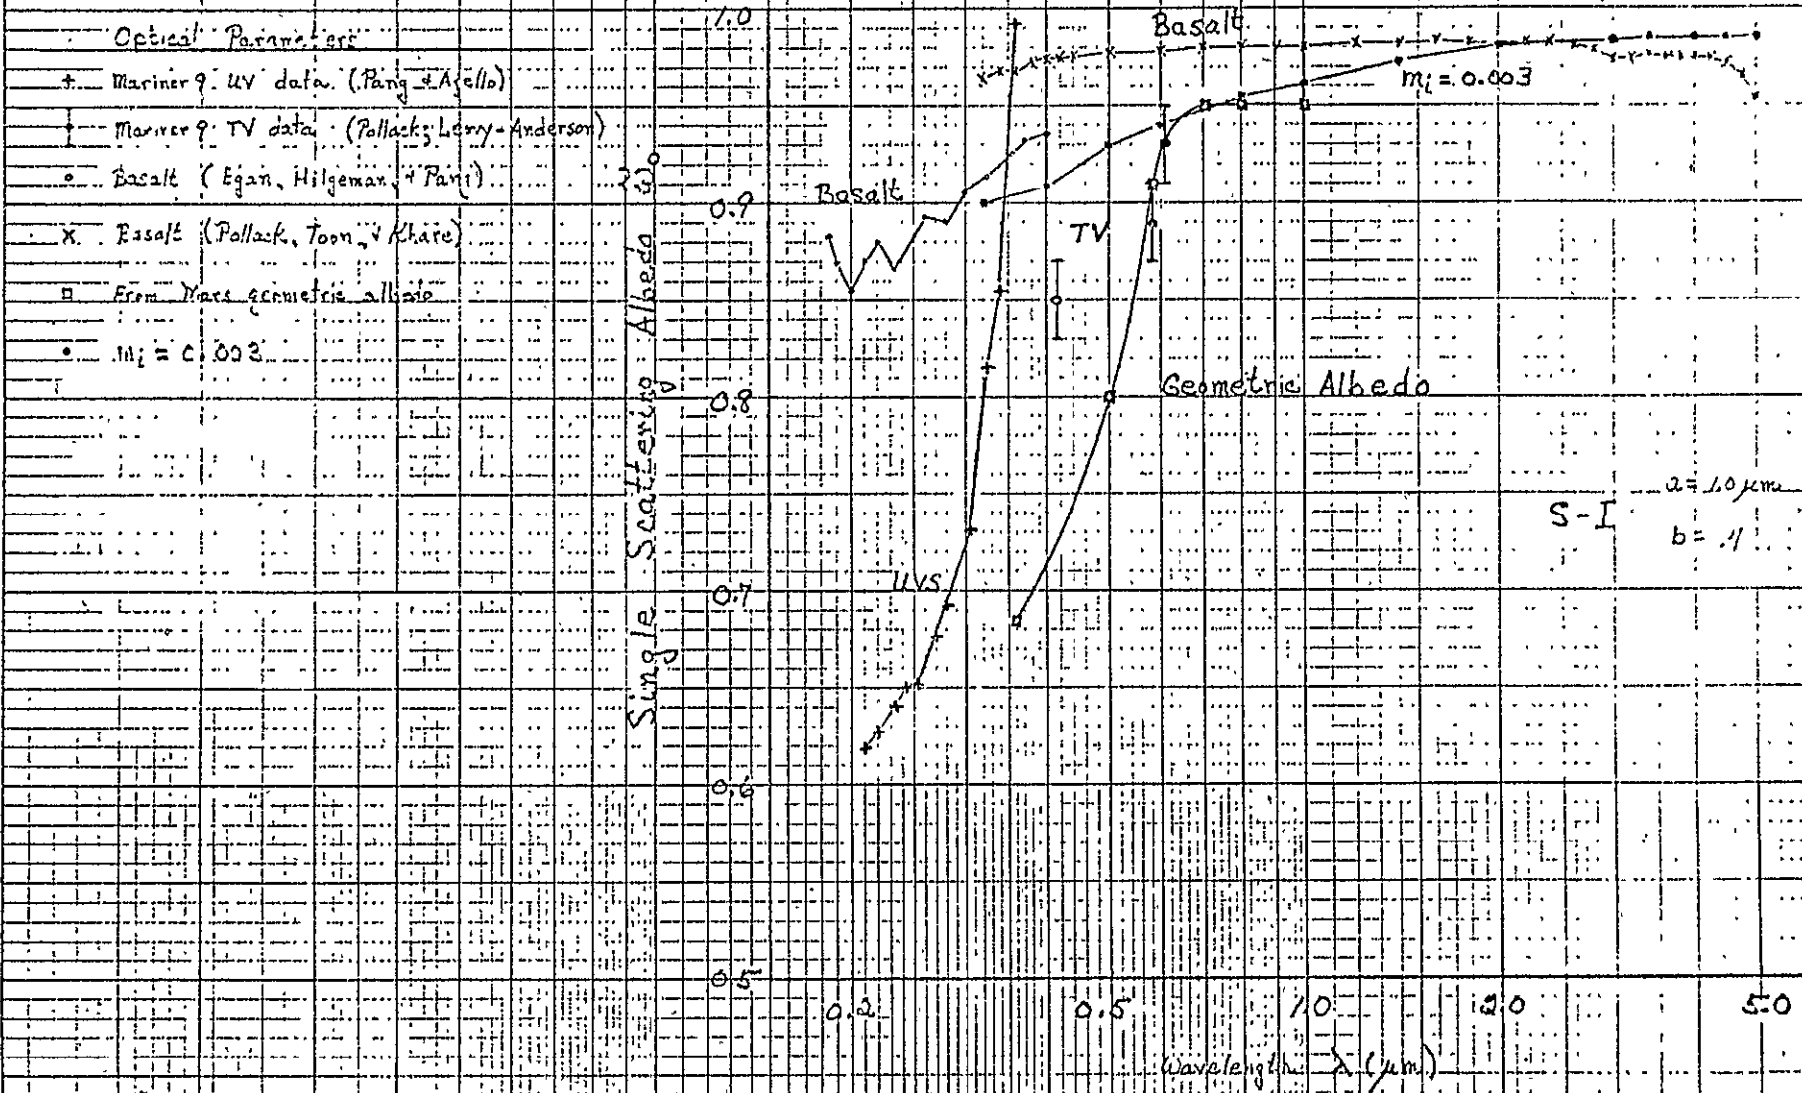 Optical Parameters
+ Mariner 9 UV data (Pang & Ajello)
Mariner 9 TV data (Pollack; Leovy-Anderson)
Basalt (Egan, Hilgeman, + Pang)
x Basalt (Pollack, Toon, + Khare)
From Mars geometric albedo
mi = 0.003
Single Scattering Albedo ω̃o
1.0
0.9
0.8
0.7
0.6
0.5
Basalt
mi = 0.003
Basalt
TV
Geometric Albedo
UVS
S-I
a = 1.0 μm
b = .4
0.2
0.5
1.0
2.0
5.0
Wavelength λ (μm)